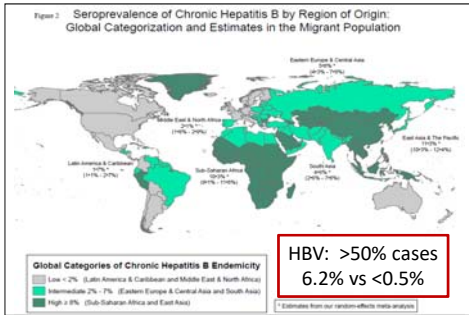 Figure 2
Seroprevalence of Chronic Hepatitis B by Region of Origin:
Global Categorization and Estimates in the Migrant Population
Eastern Europe & Central Asia
Middle East & North Africa
East Asia & The Pacific
Latin America & Caribbean
Sub-Saharan Africa
South Asia
Global Categories of Chronic Hepatitis B Endemicity
Low < 2% (Latin America & Caribbean and Middle East & North Africa)
Intermediate 2% - 7% (Eastern Europe & Central Asia and South Asia)
High ≥ 8% (Sub-Saharan Africa and East Asia)
HBV: >50% cases
6.2% vs <0.5%
* Estimates from our random-effects meta-analysis